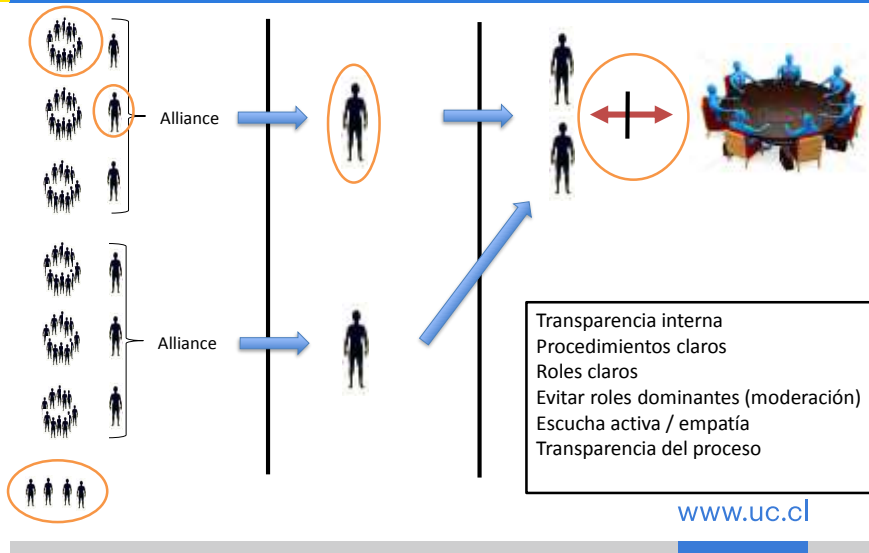 Alliance
Alliance
Transparencia interna
Procedimientos claros
Roles claros
Evitar roles dominantes (moderación)
Escucha activa / empatía
Transparencia del proceso
www.uc.cl